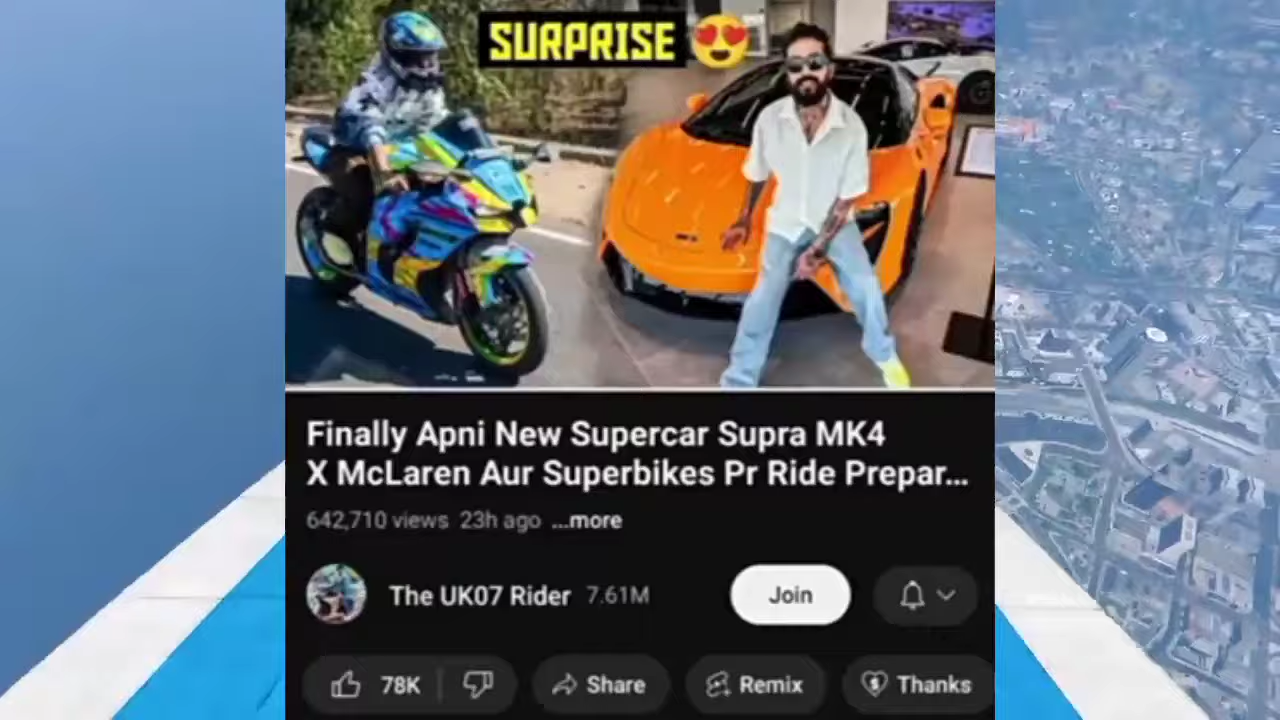 SURPRISE
Finally Apni New Supercar Supra MK4
X McLaren Aur Superbikes Pr Ride Prepar...
642,710 views 23h ago ...more
The UK07 Rider 7.61M
Join
78K
Share
Remix
Thanks